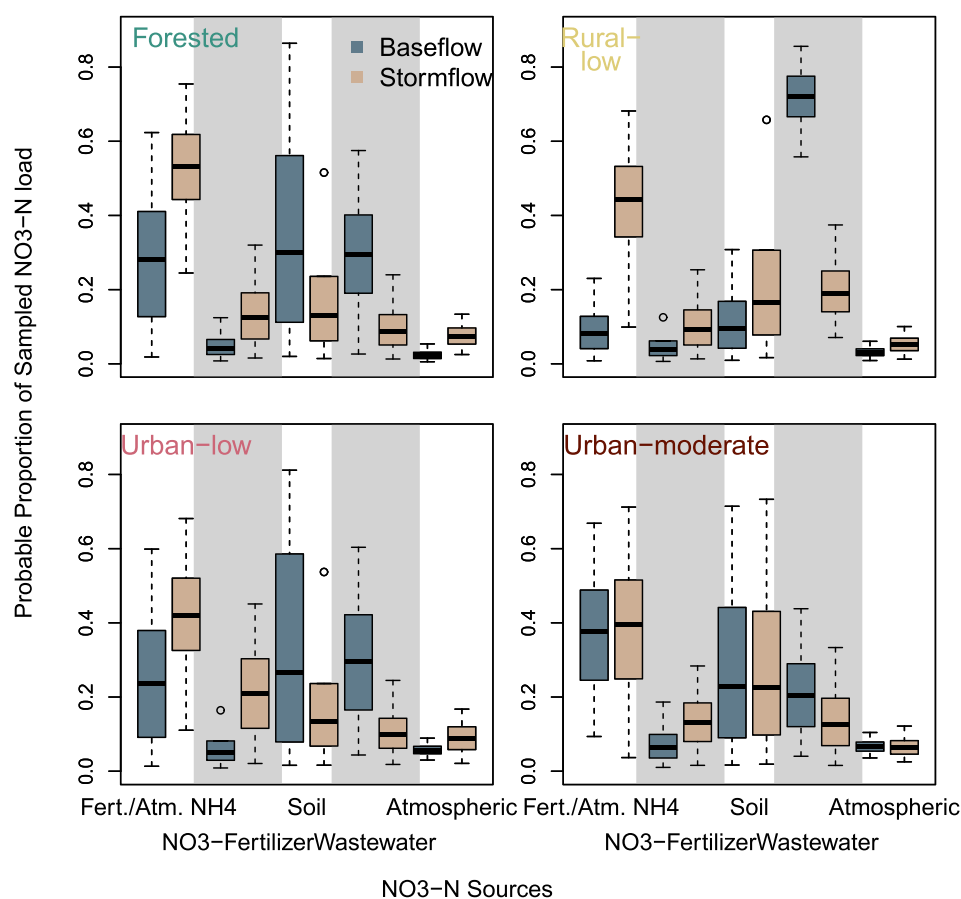 Probable Proportion of Sampled NO3−N load
Forested
Baseflow
Stormflow
0.0 0.2 0.4 0.6 0.8
Rural−
low
0.0 0.2 0.4 0.6 0.8
Urban−low
0.0 0.2 0.4 0.6 0.8
Urban−moderate
0.0 0.2 0.4 0.6 0.8
Fert./Atm. NH4 Soil Atmospheric Fert./Atm. NH4 Soil Atmospheric
NO3−FertilizerWastewater NO3−FertilizerWastewater
NO3−N Sources